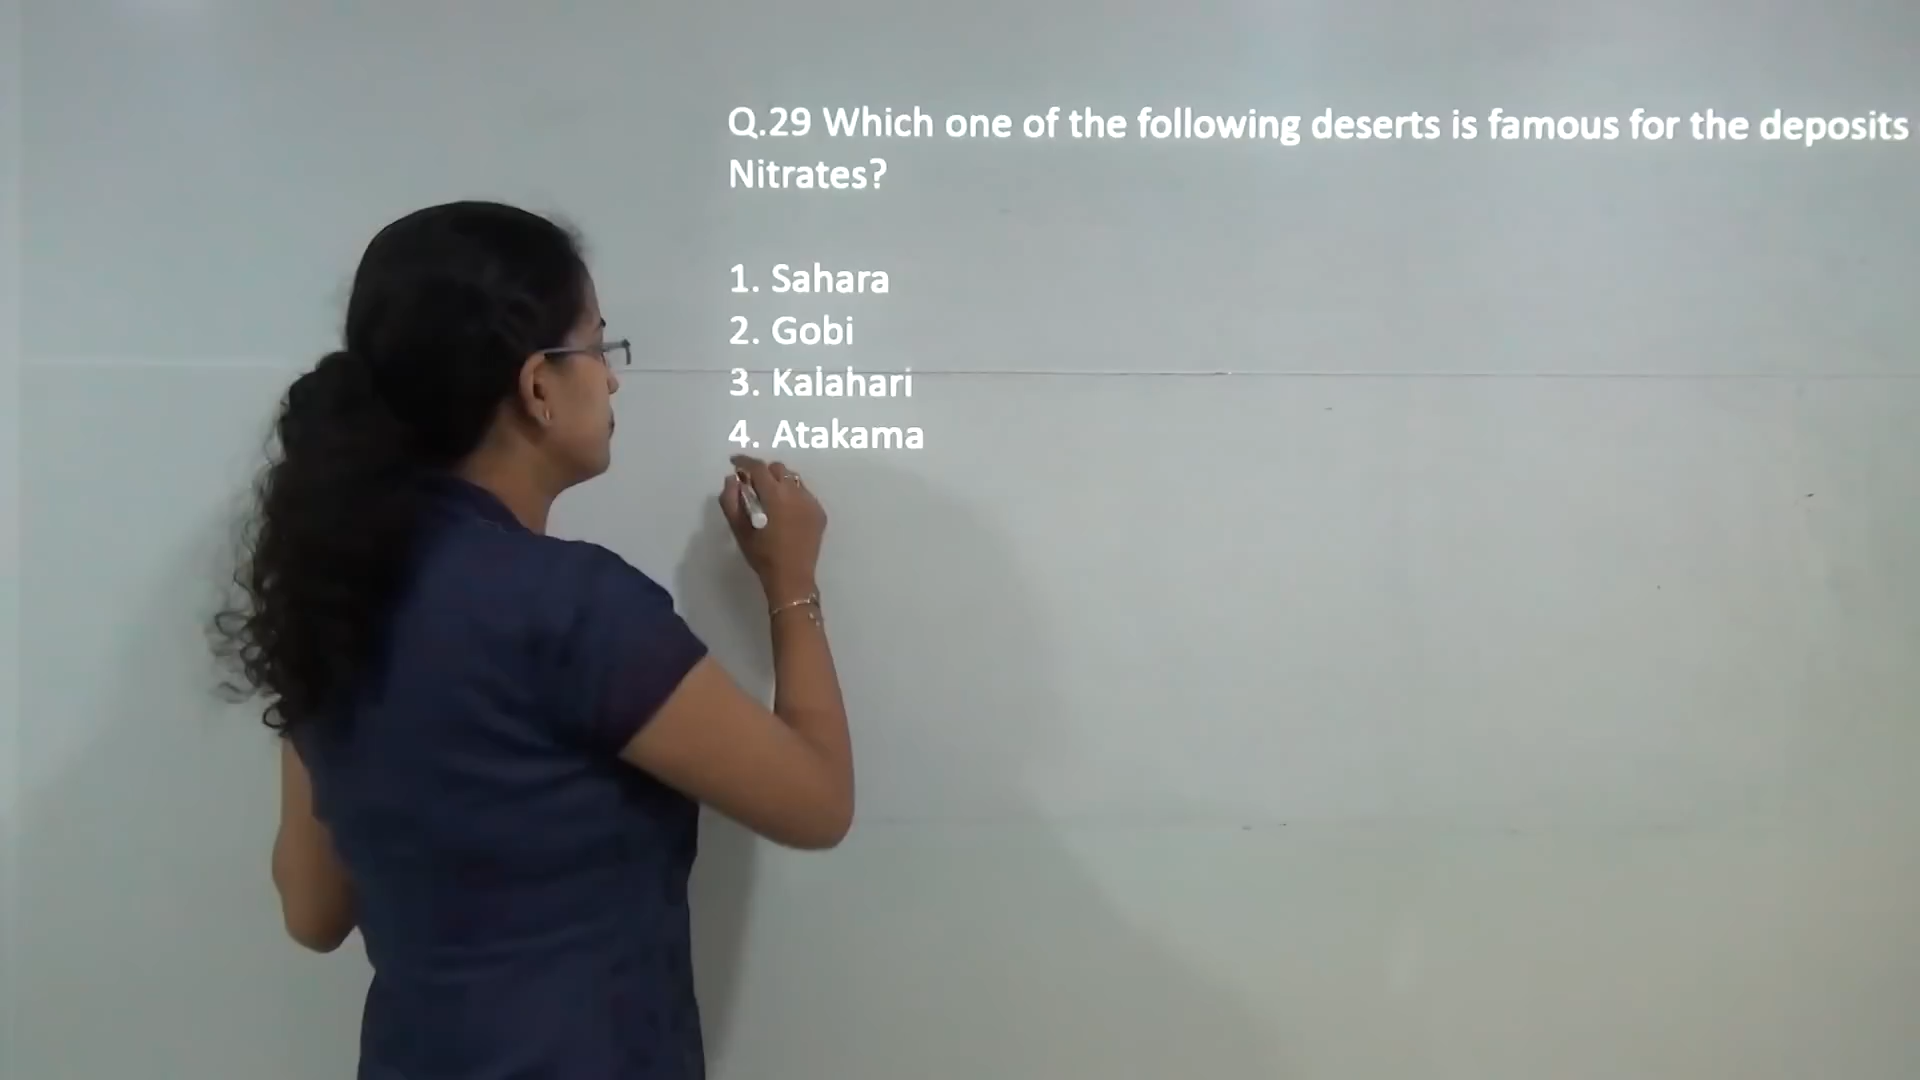 Q.29 Which one of the following deserts is famous for the deposits
Nitrates?
1. Sahara
2. Gobi
3. Kalahari
4. Atakama